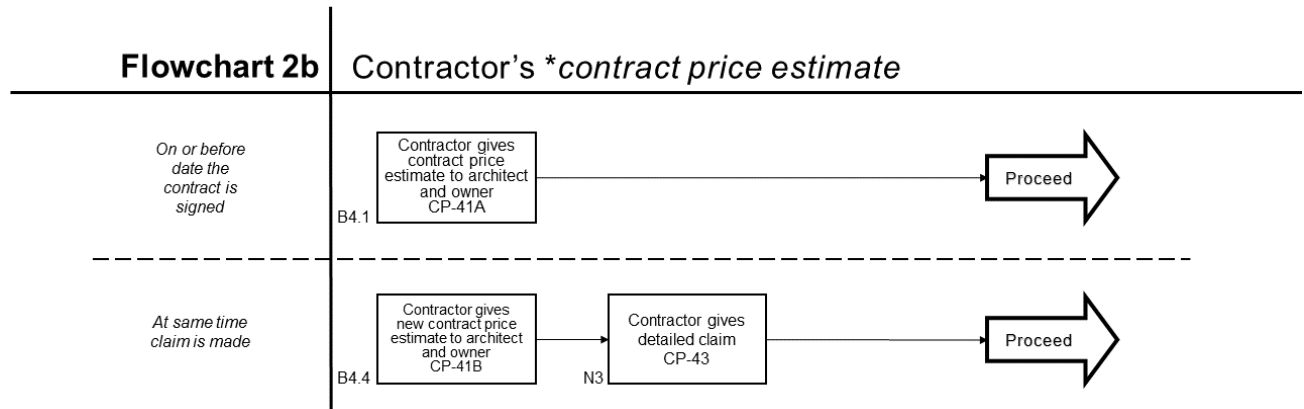 Flowchart 2b
Contractor's *contract price estimate
On or before
date the
contract is
signed
Contractor gives
contract price
estimate to architect
and owner
CP-41A
B4.1
Proceed
At same time
claim is made
Contractor gives
new contract price
estimate to architect
and owner
CP-41B
B4.4
Contractor gives
detailed claim
CP-43
N3
Proceed